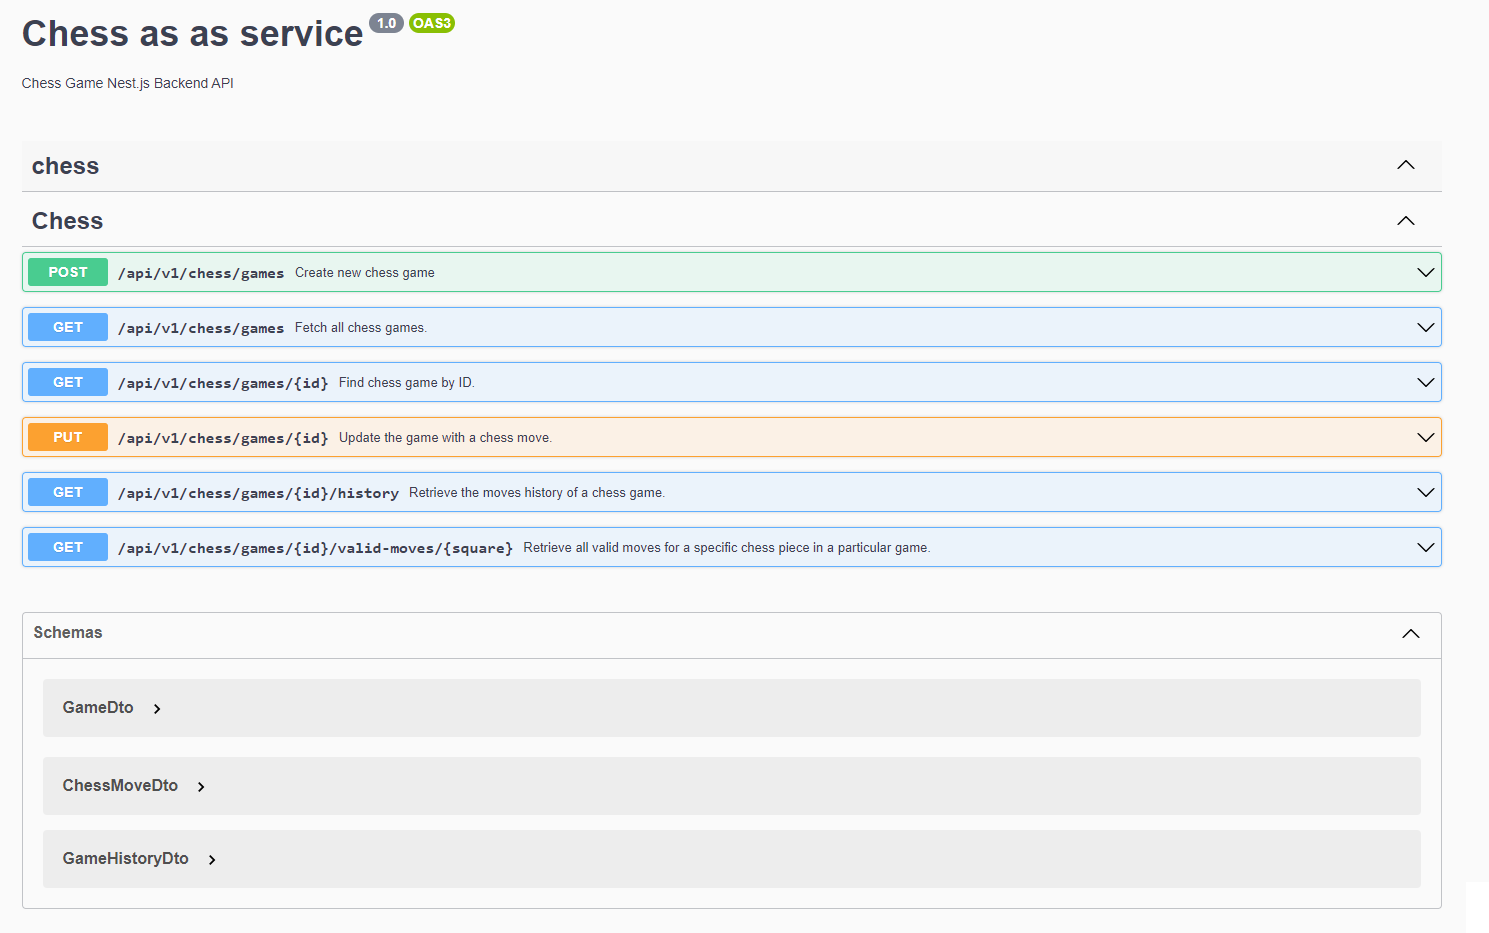 Chess as as service 1.0 OAS3
Chess Game Nest.js Backend API
chess
Chess
POST /api/v1/chess/games Create new chess game
GET /api/v1/chess/games Fetch all chess games.
GET /api/v1/chess/games/{id} Find chess game by ID.
PUT /api/v1/chess/games/{id} Update the game with a chess move.
GET /api/v1/chess/games/{id}/history Retrieve the moves history of a chess game.
GET /api/v1/chess/games/{id}/valid-moves/{square} Retrieve all valid moves for a specific chess piece in a particular game.
Schemas
GameDto
ChessMoveDto
GameHistoryDto